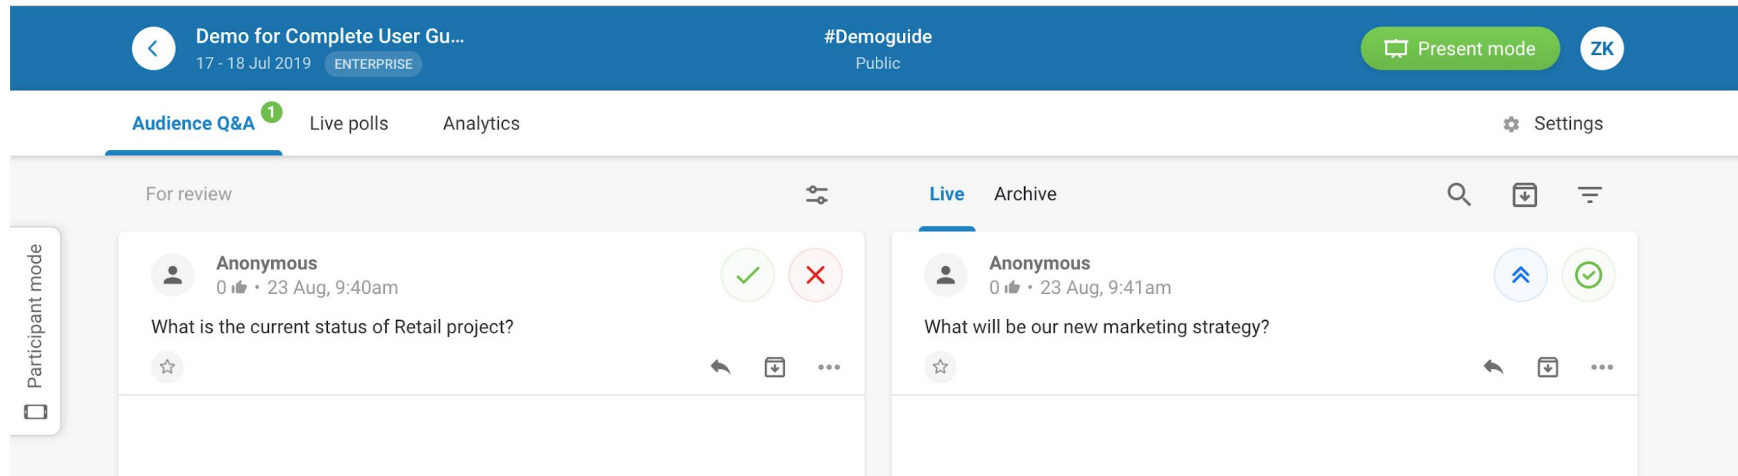 Demo for Complete User Gu...
17 - 18 Jul 2019 ENTERPRISE
#Demoguide
Public
Present mode
ZK
Audience Q&A 1
Live polls
Analytics
Settings
Participant mode
For review
Anonymous
0 • 23 Aug, 9:40am
What is the current status of Retail project?
Live
Archive
Anonymous
0 • 23 Aug, 9:41am
What will be our new marketing strategy?